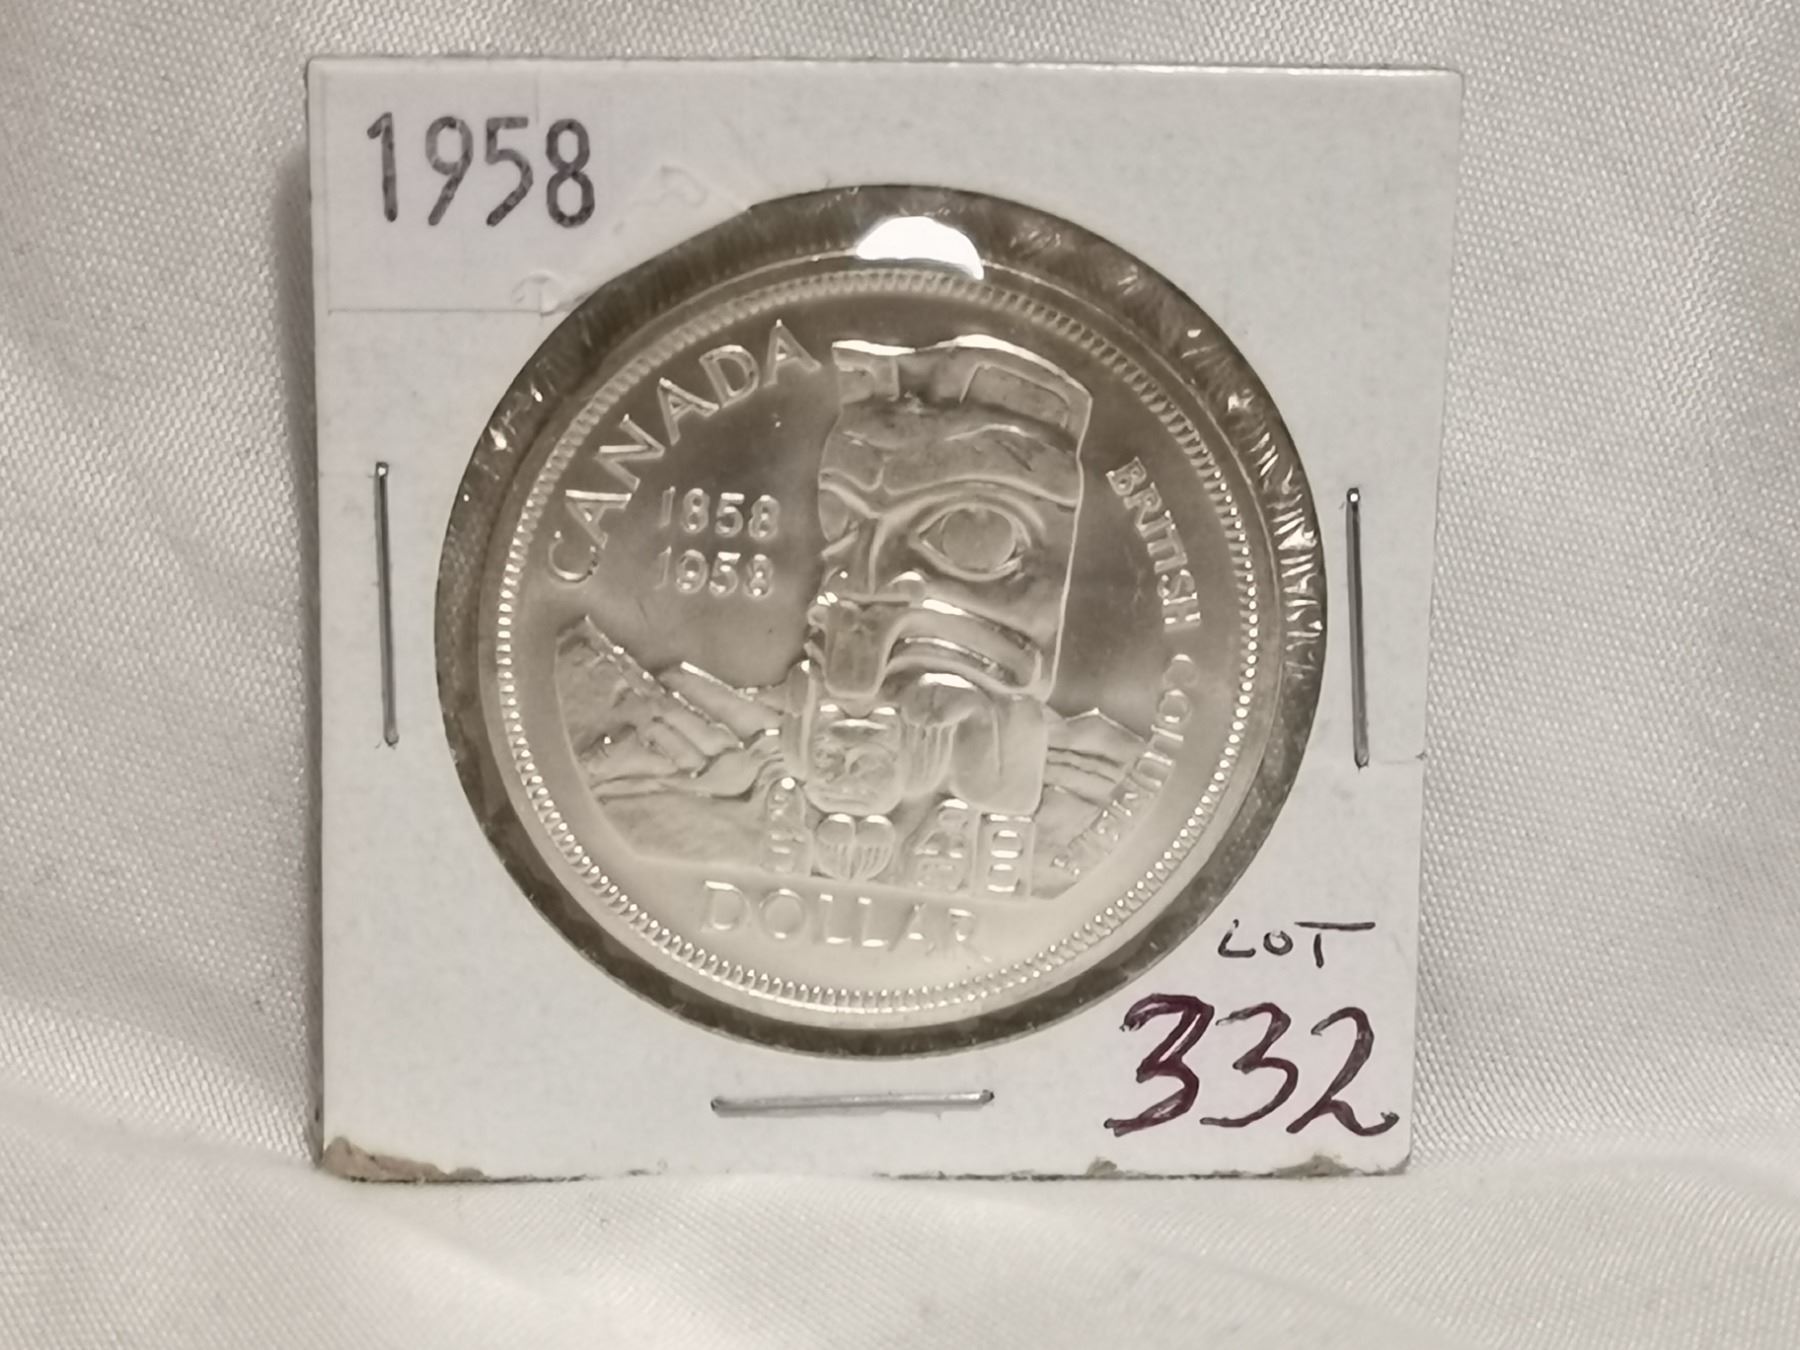 1958
CANADA
1858
1958
BRITISH COLUMBIA
DOLLAR
LOT
332